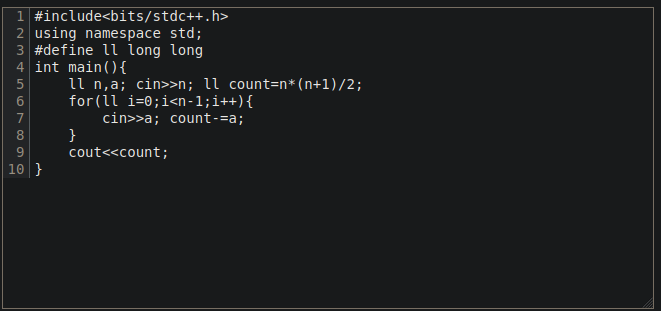 1 #include<bits/stdc++.h>
2 using namespace std;
3 #define ll long long
4 int main(){
5     ll n,a; cin>>n; ll count=n*(n+1)/2;
6     for(ll i=0;i<n-1;i++){
7         cin>>a; count-=a;
8     }
9     cout<<count;
10 }